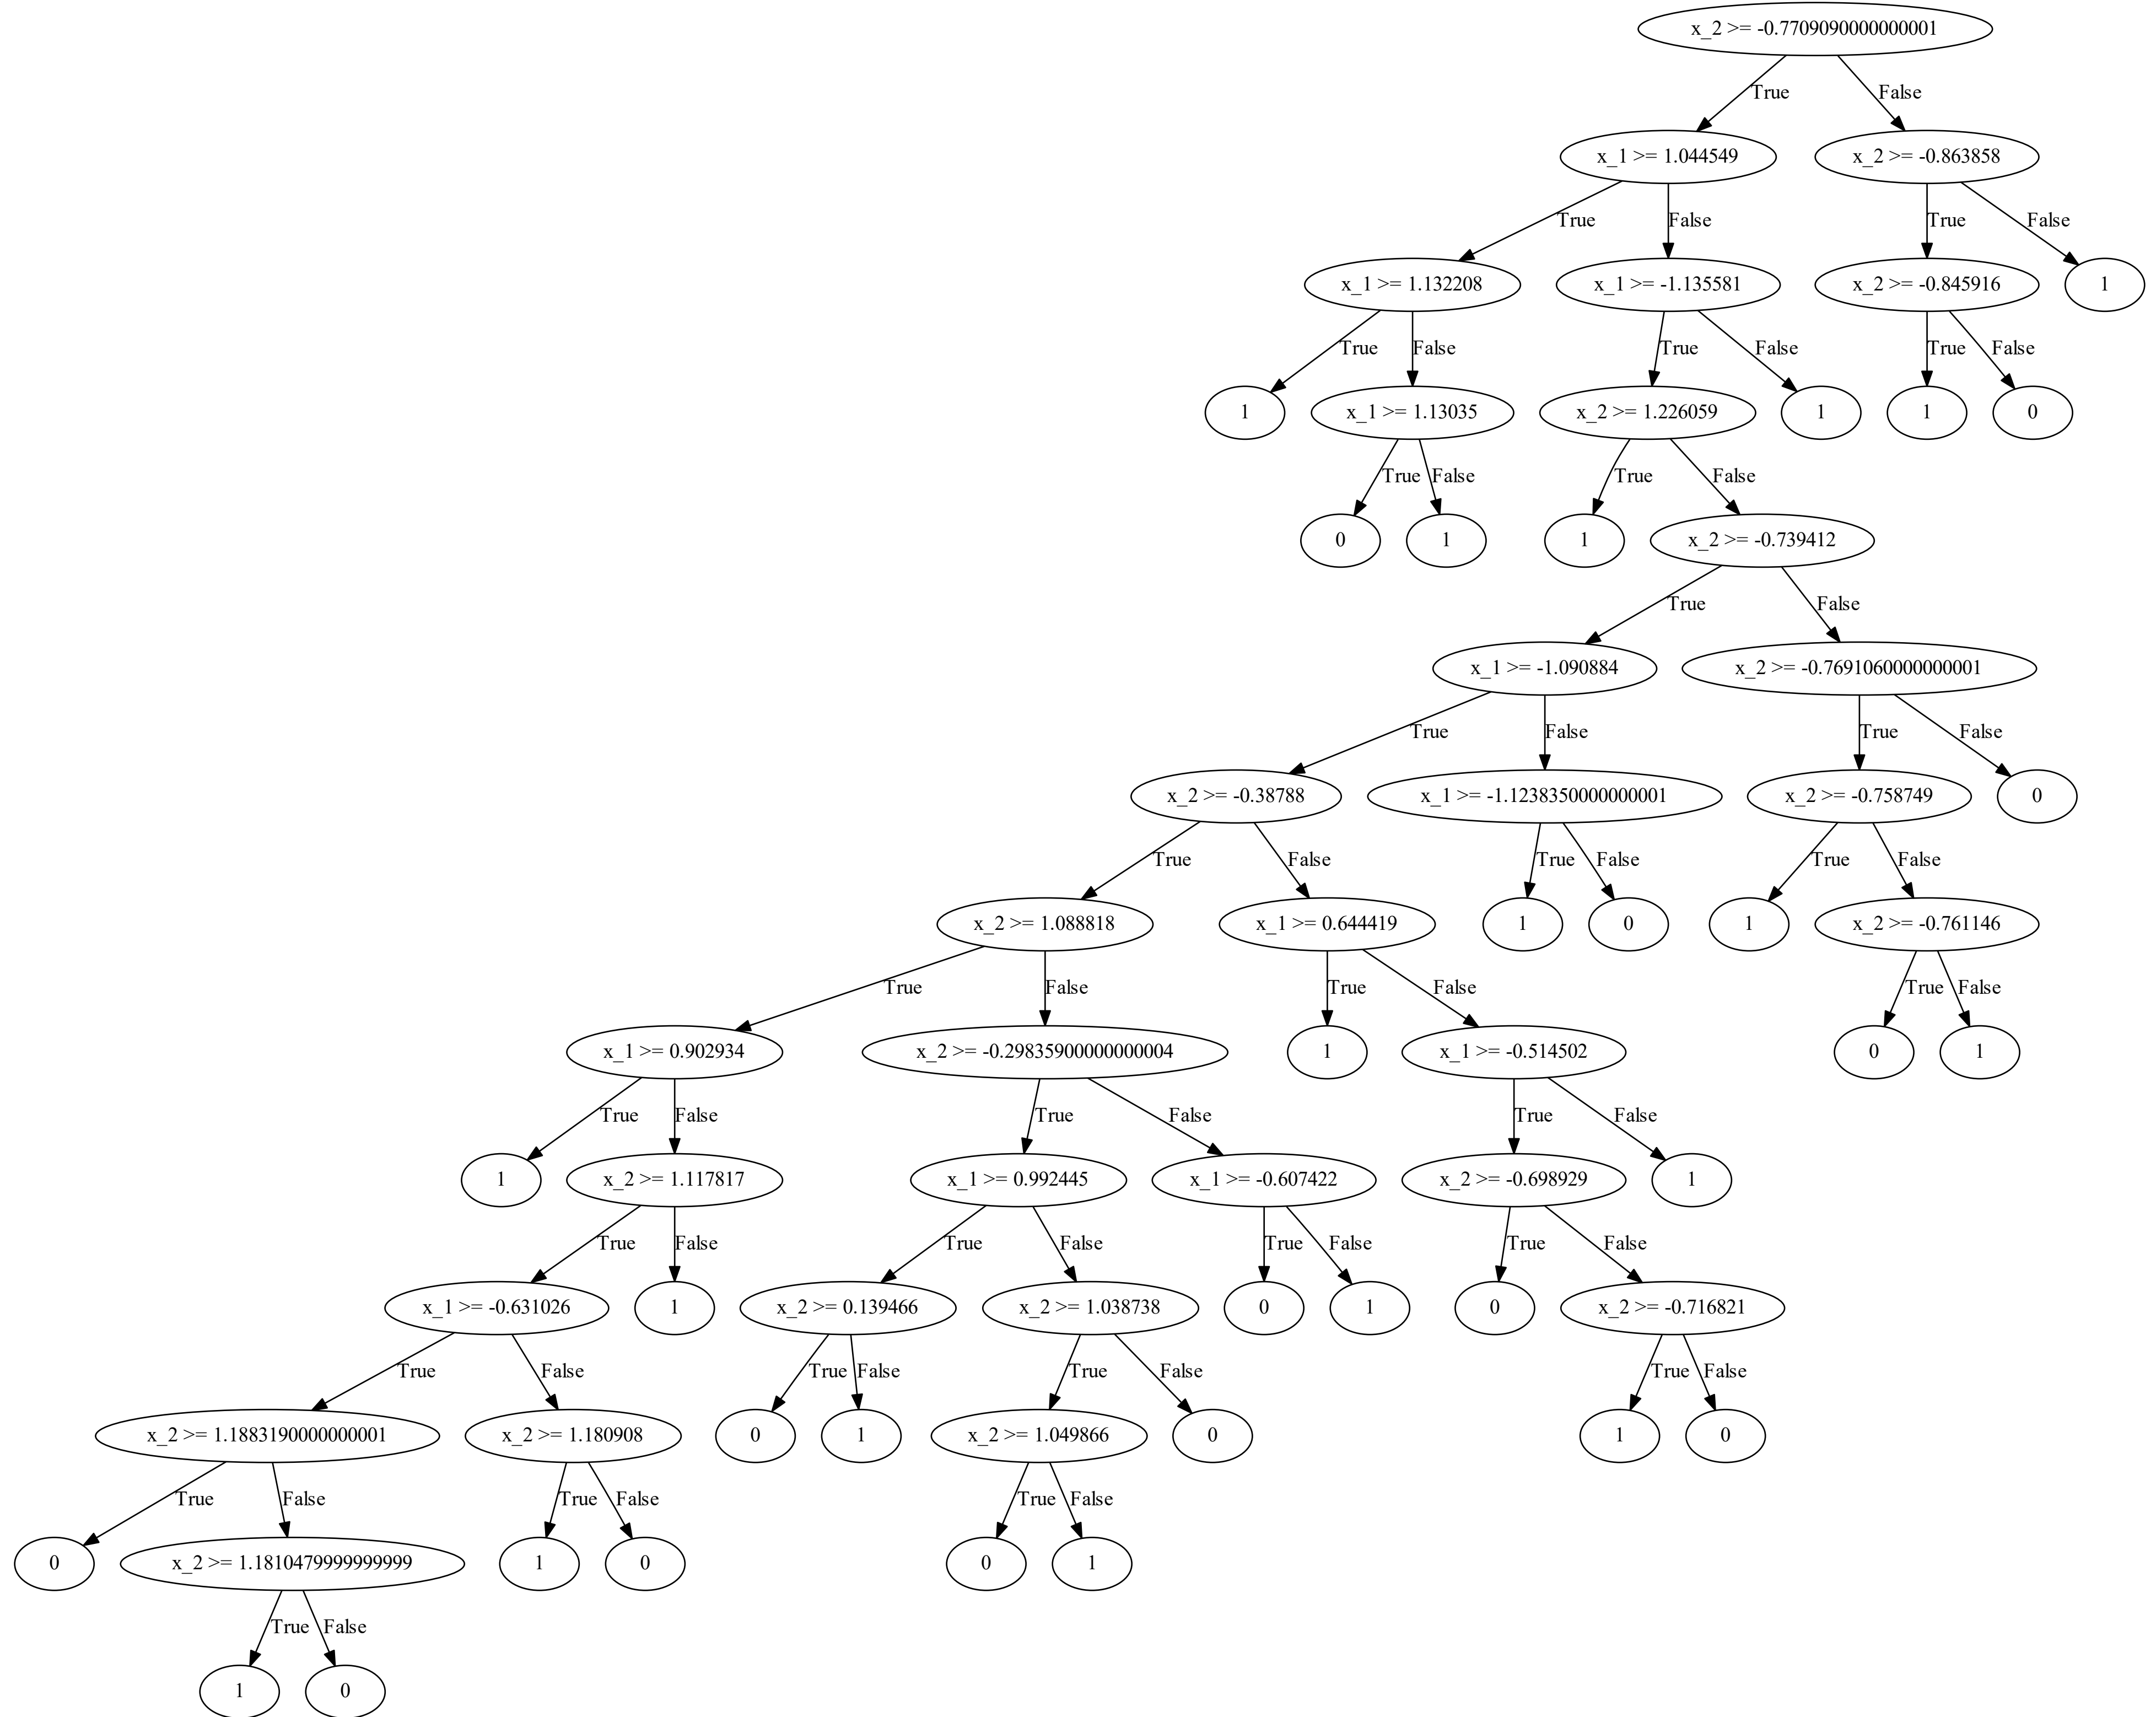 x_2 >= -0.7709090000000001
True
False
x_1 >= 1.044549
x_2 >= -0.863858
True
False
True
False
x_1 >= 1.132208
x_1 >= -1.135581
x_2 >= -0.845916
1
True
False
True
False
True
False
1
x_1 >= 1.13035
x_2 >= 1.226059
1
1
0
True
False
True
False
0
1
1
x_2 >= -0.739412
True
False
x_1 >= -1.090884
x_2 >= -0.7691060000000001
True
False
True
False
x_2 >= -0.38788
x_1 >= -1.1238350000000001
x_2 >= -0.758749
0
True
False
True
False
True
False
x_2 >= 1.088818
x_1 >= 0.644419
1
0
1
x_2 >= -0.761146
True
False
True
False
True
False
x_1 >= 0.902934
x_2 >= -0.29835900000000004
1
x_1 >= -0.514502
0
1
True
False
True
False
True
False
1
x_2 >= 1.117817
x_1 >= 0.992445
x_1 >= -0.607422
x_2 >= -0.698929
1
True
False
True
False
True
False
True
False
x_1 >= -0.631026
1
x_2 >= 0.139466
x_2 >= 1.038738
0
1
0
x_2 >= -0.716821
True
False
True
False
True
False
True
False
x_2 >= 1.1883190000000001
x_2 >= 1.180908
0
1
x_2 >= 1.049866
0
1
0
True
False
True
False
True
False
0
x_2 >= 1.1810479999999999
1
0
0
1
True
False
1
0